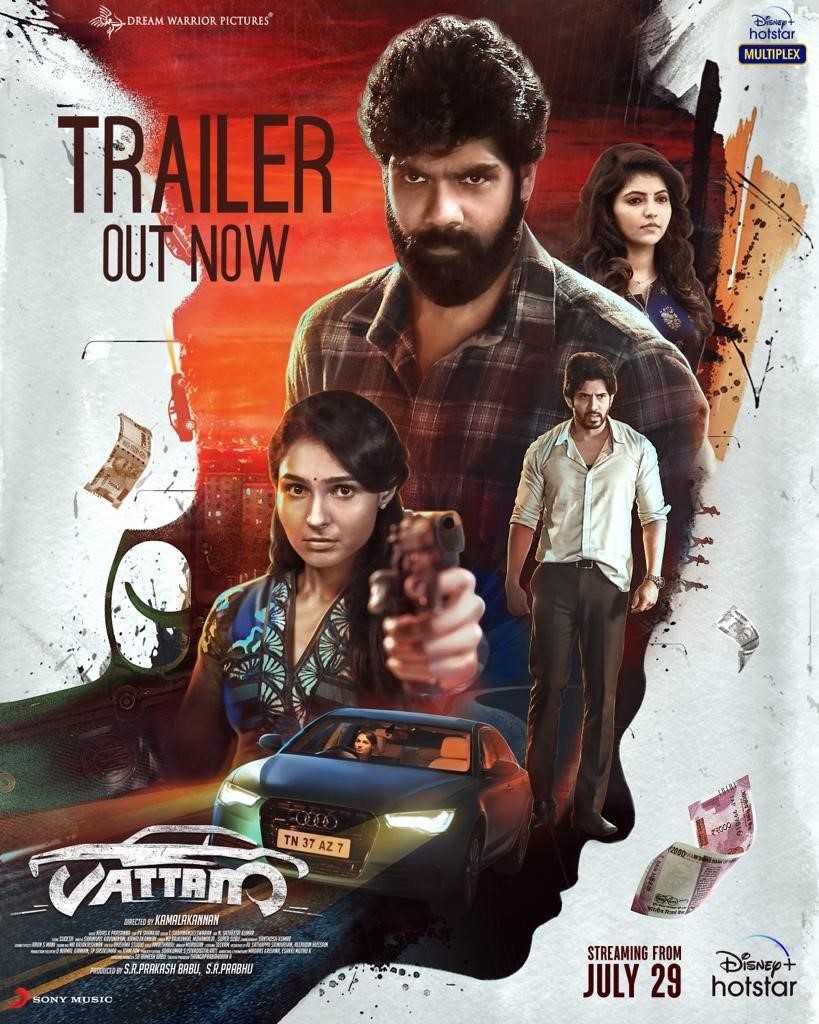 DREAM WARRIOR PICTURES
Disney+
hotstar
MULTIPLEX
TRAILER
OUT NOW
TN 37 AZ 7
2000
VATTAM
DIRECTED BY KAMALAKANNAN
PRODUCED BY S.R.PRAKASH BABU, S.R.PRABHU
SONY MUSIC
STREAMING FROM
JULY 29
Disney+
hotstar